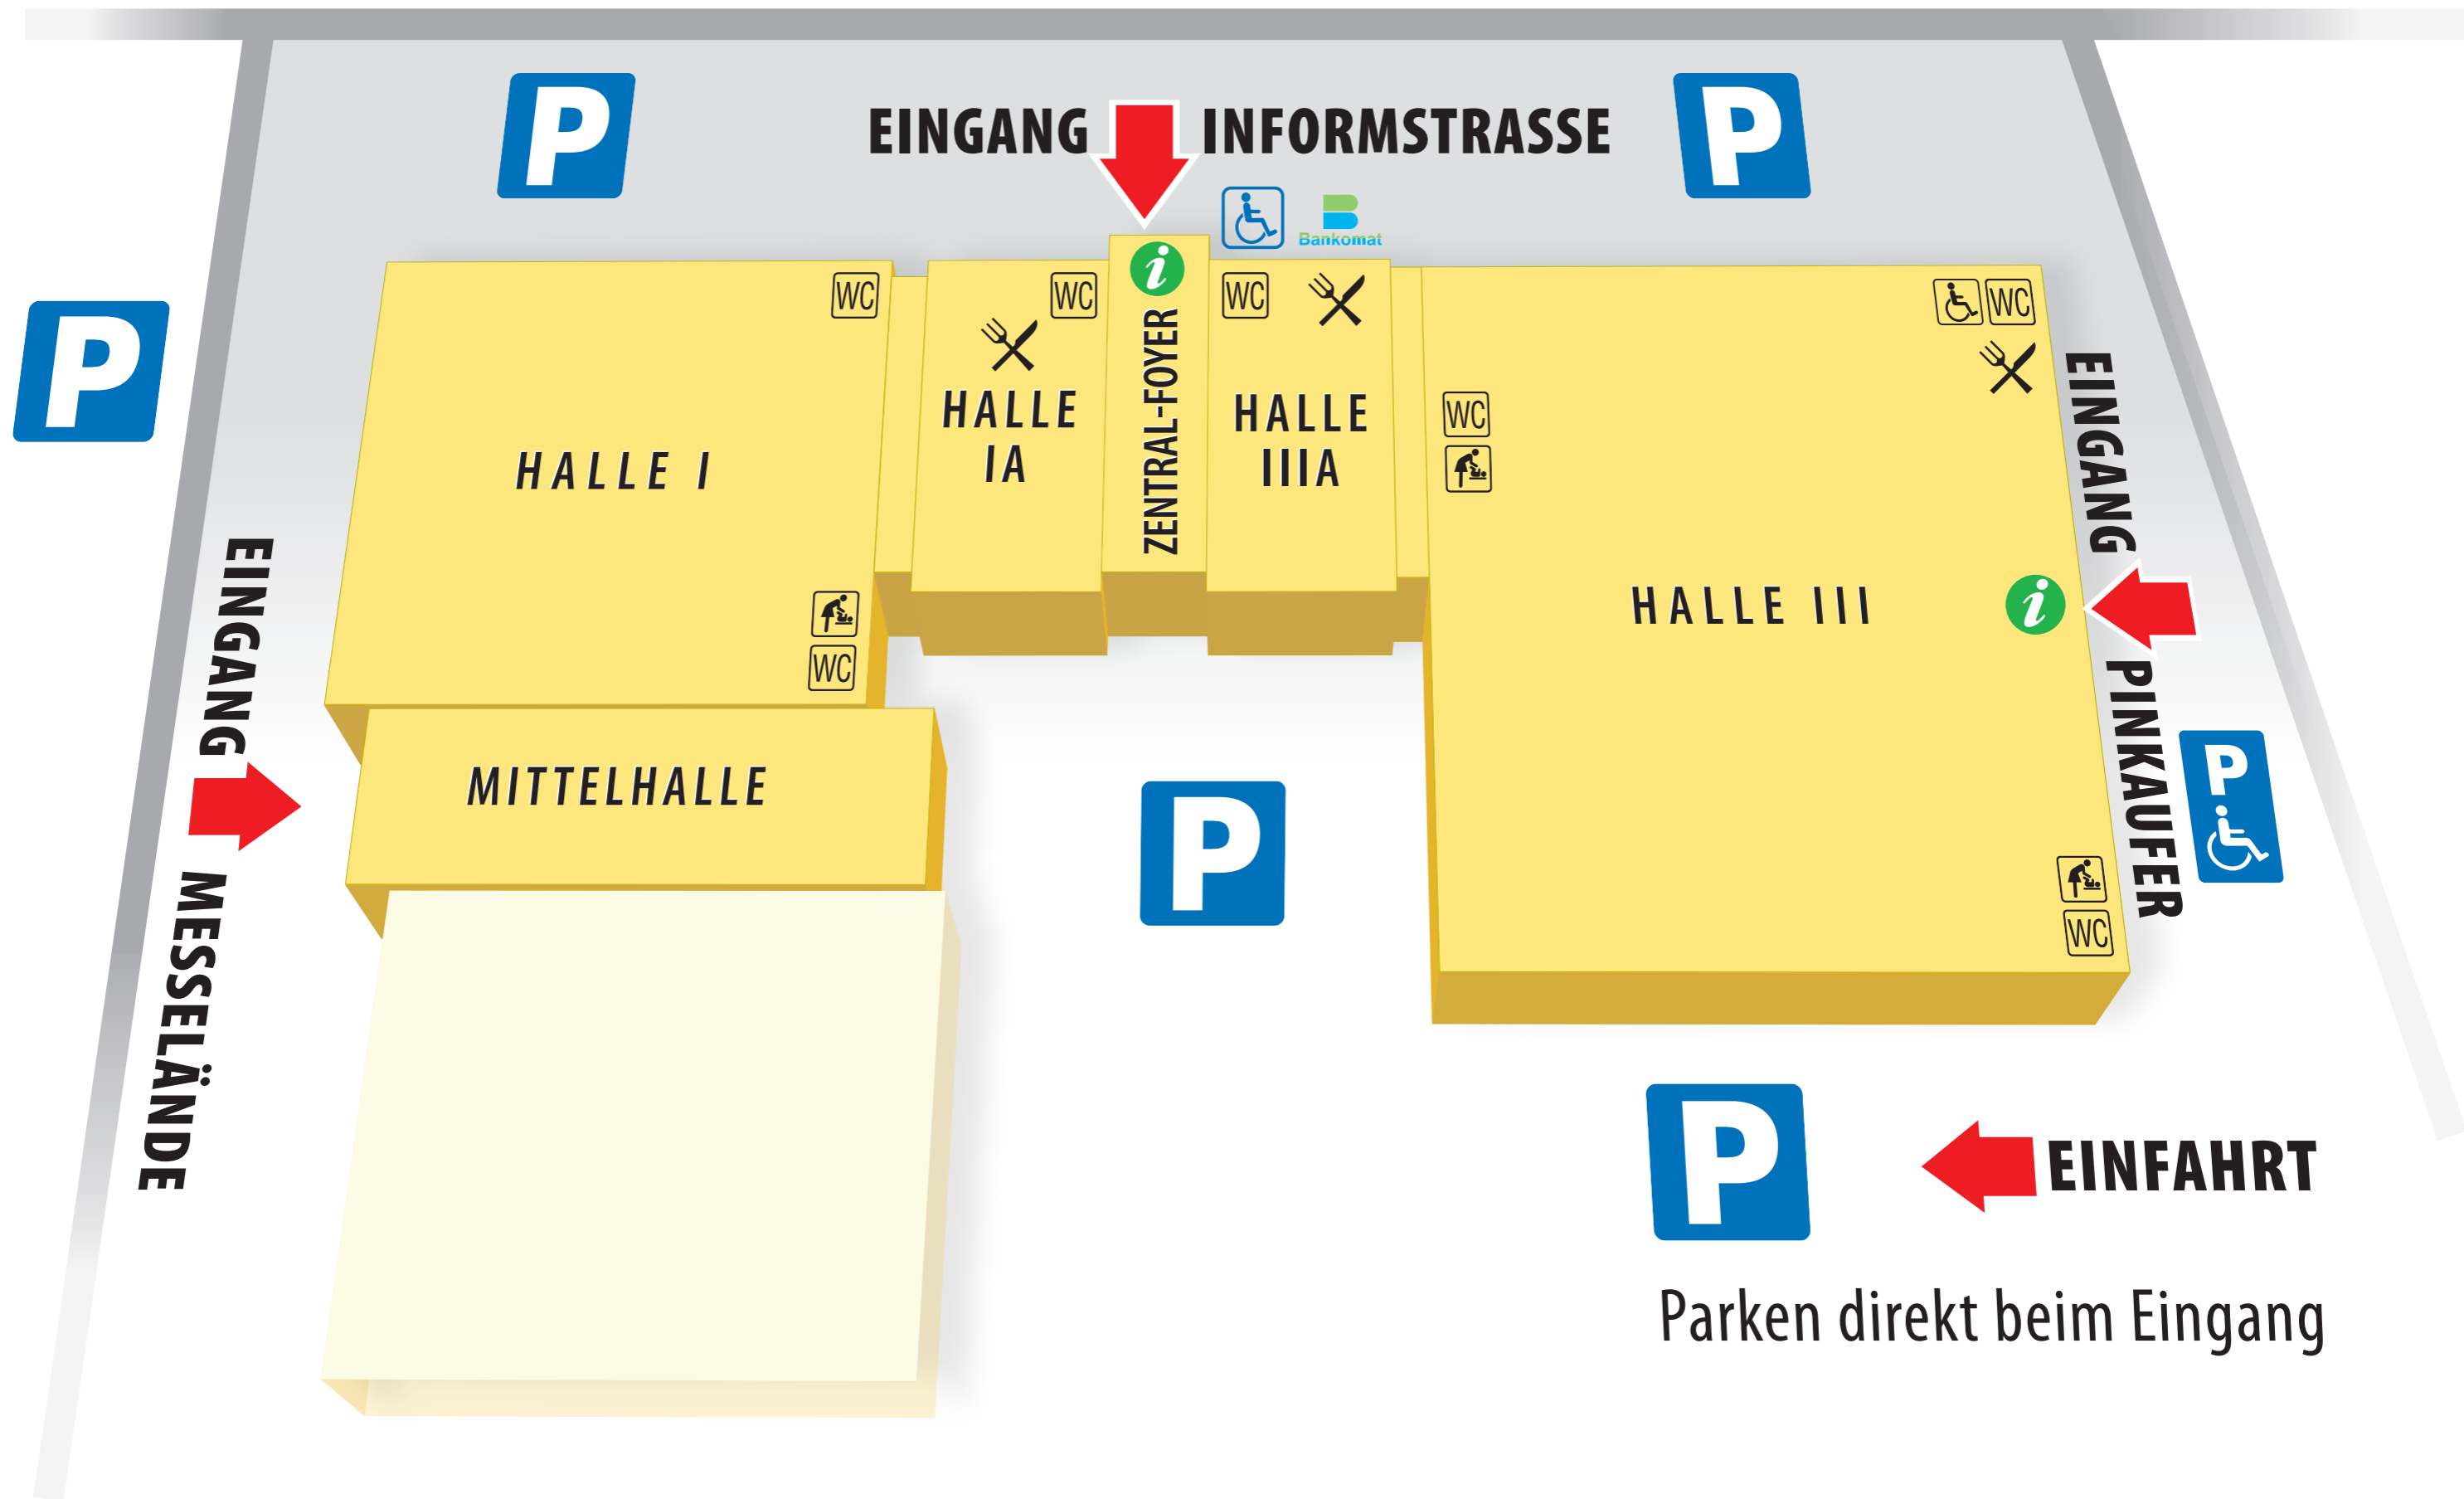 P
P
EINGANG INFORMSTRASSE
Bankomat
P
WC
WC
i
WC
WC
HALLE I
HALLE
IA
ZENTRAL-FOYER
HALLE
IIIA
WC
HALLE III
i
EINGANG PINKAUFER
WC
EINGANG MESSELÄNDE
MITTELHALLE
P
P
WC
P
EINFAHRT
Parken direkt beim Eingang